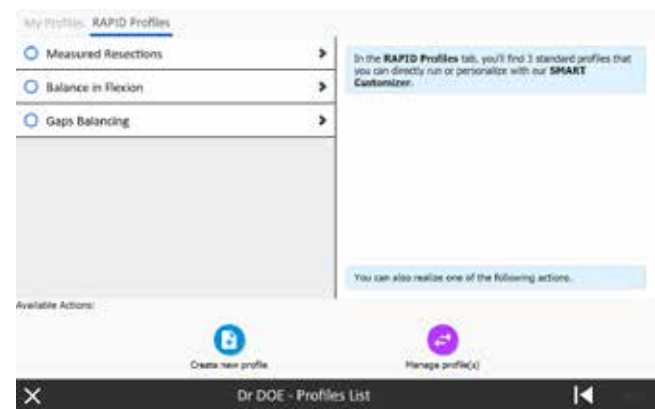 My Profiles RAPID Profiles
Measured Resections
Balance in Flexion
Gaps Balancing
In the RAPID Profiles tab, you'll find 3 standard profiles that
you can directly run or personalize with our SMART
Customizer.
You can also realize one of the following actions.
Available Actions:
Create new profile
Manage profile(s)
Dr DOE - Profiles List